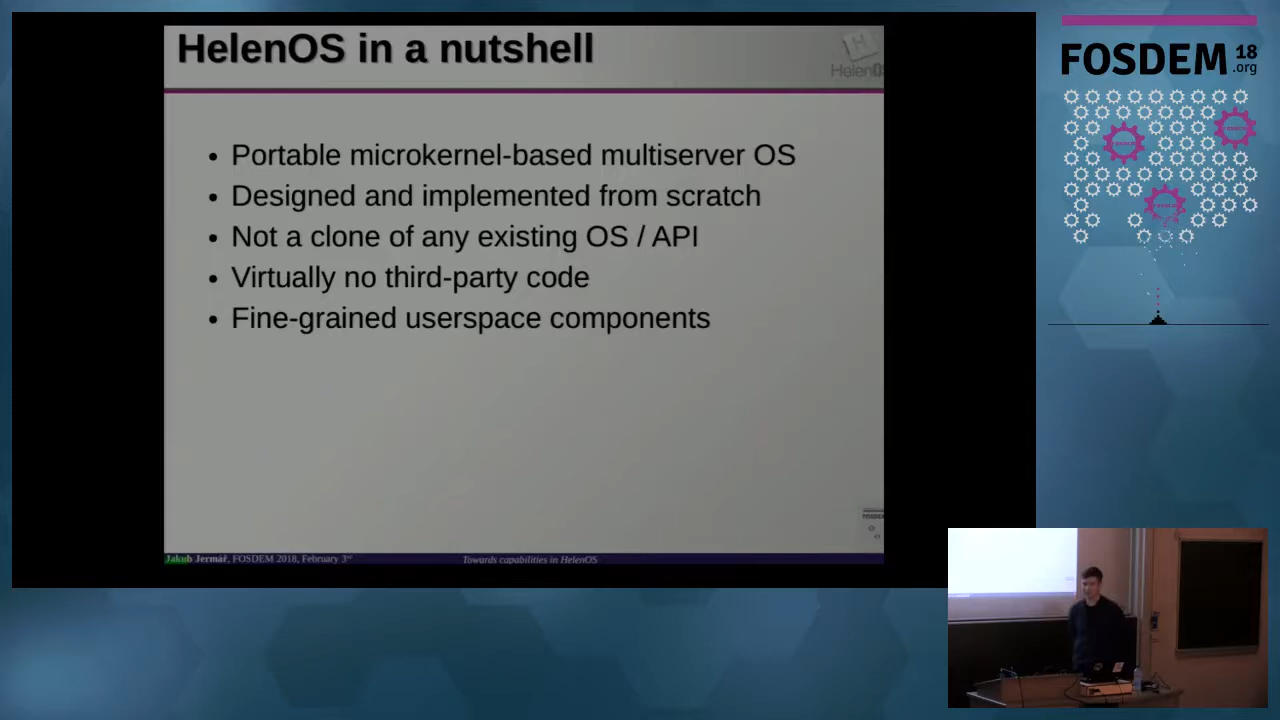 HelenOS in a nutshell
HelenOS
• Portable microkernel-based multiserver OS
• Designed and implemented from scratch
• Not a clone of any existing OS / API
• Virtually no third-party code
• Fine-grained userspace components
Jakub Jermář, FOSDEM 2018, February 3rd
Towards capabilities in HelenOS
FOSDEM 18
.org